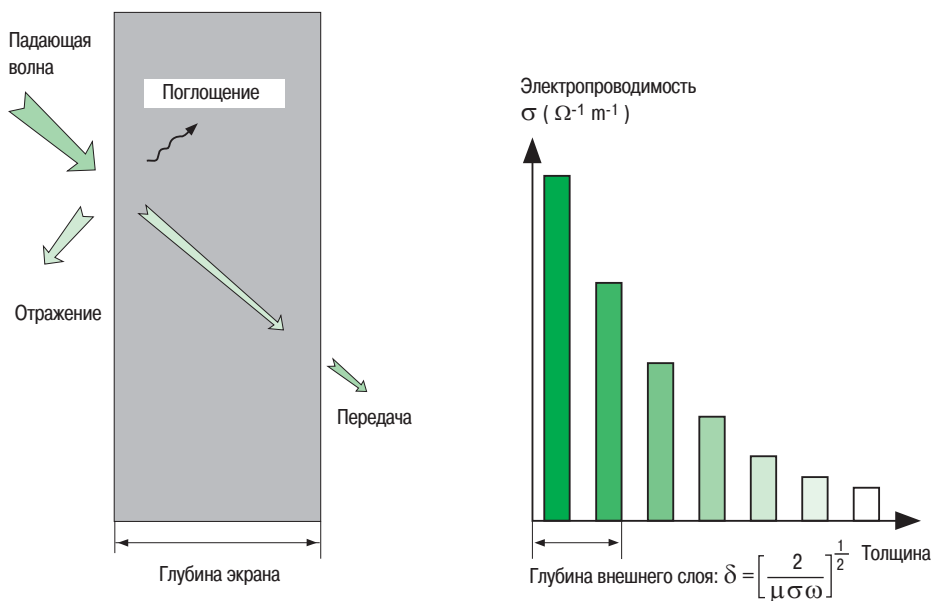 Падающая
волна
Поглощение
Отражение
Передача
Глубина экрана
Электропроводимость
σ ( Ω⁻¹ m⁻¹ )
Толщина
Глубина внешнего слоя: δ = [ 2 / μσω ]^½